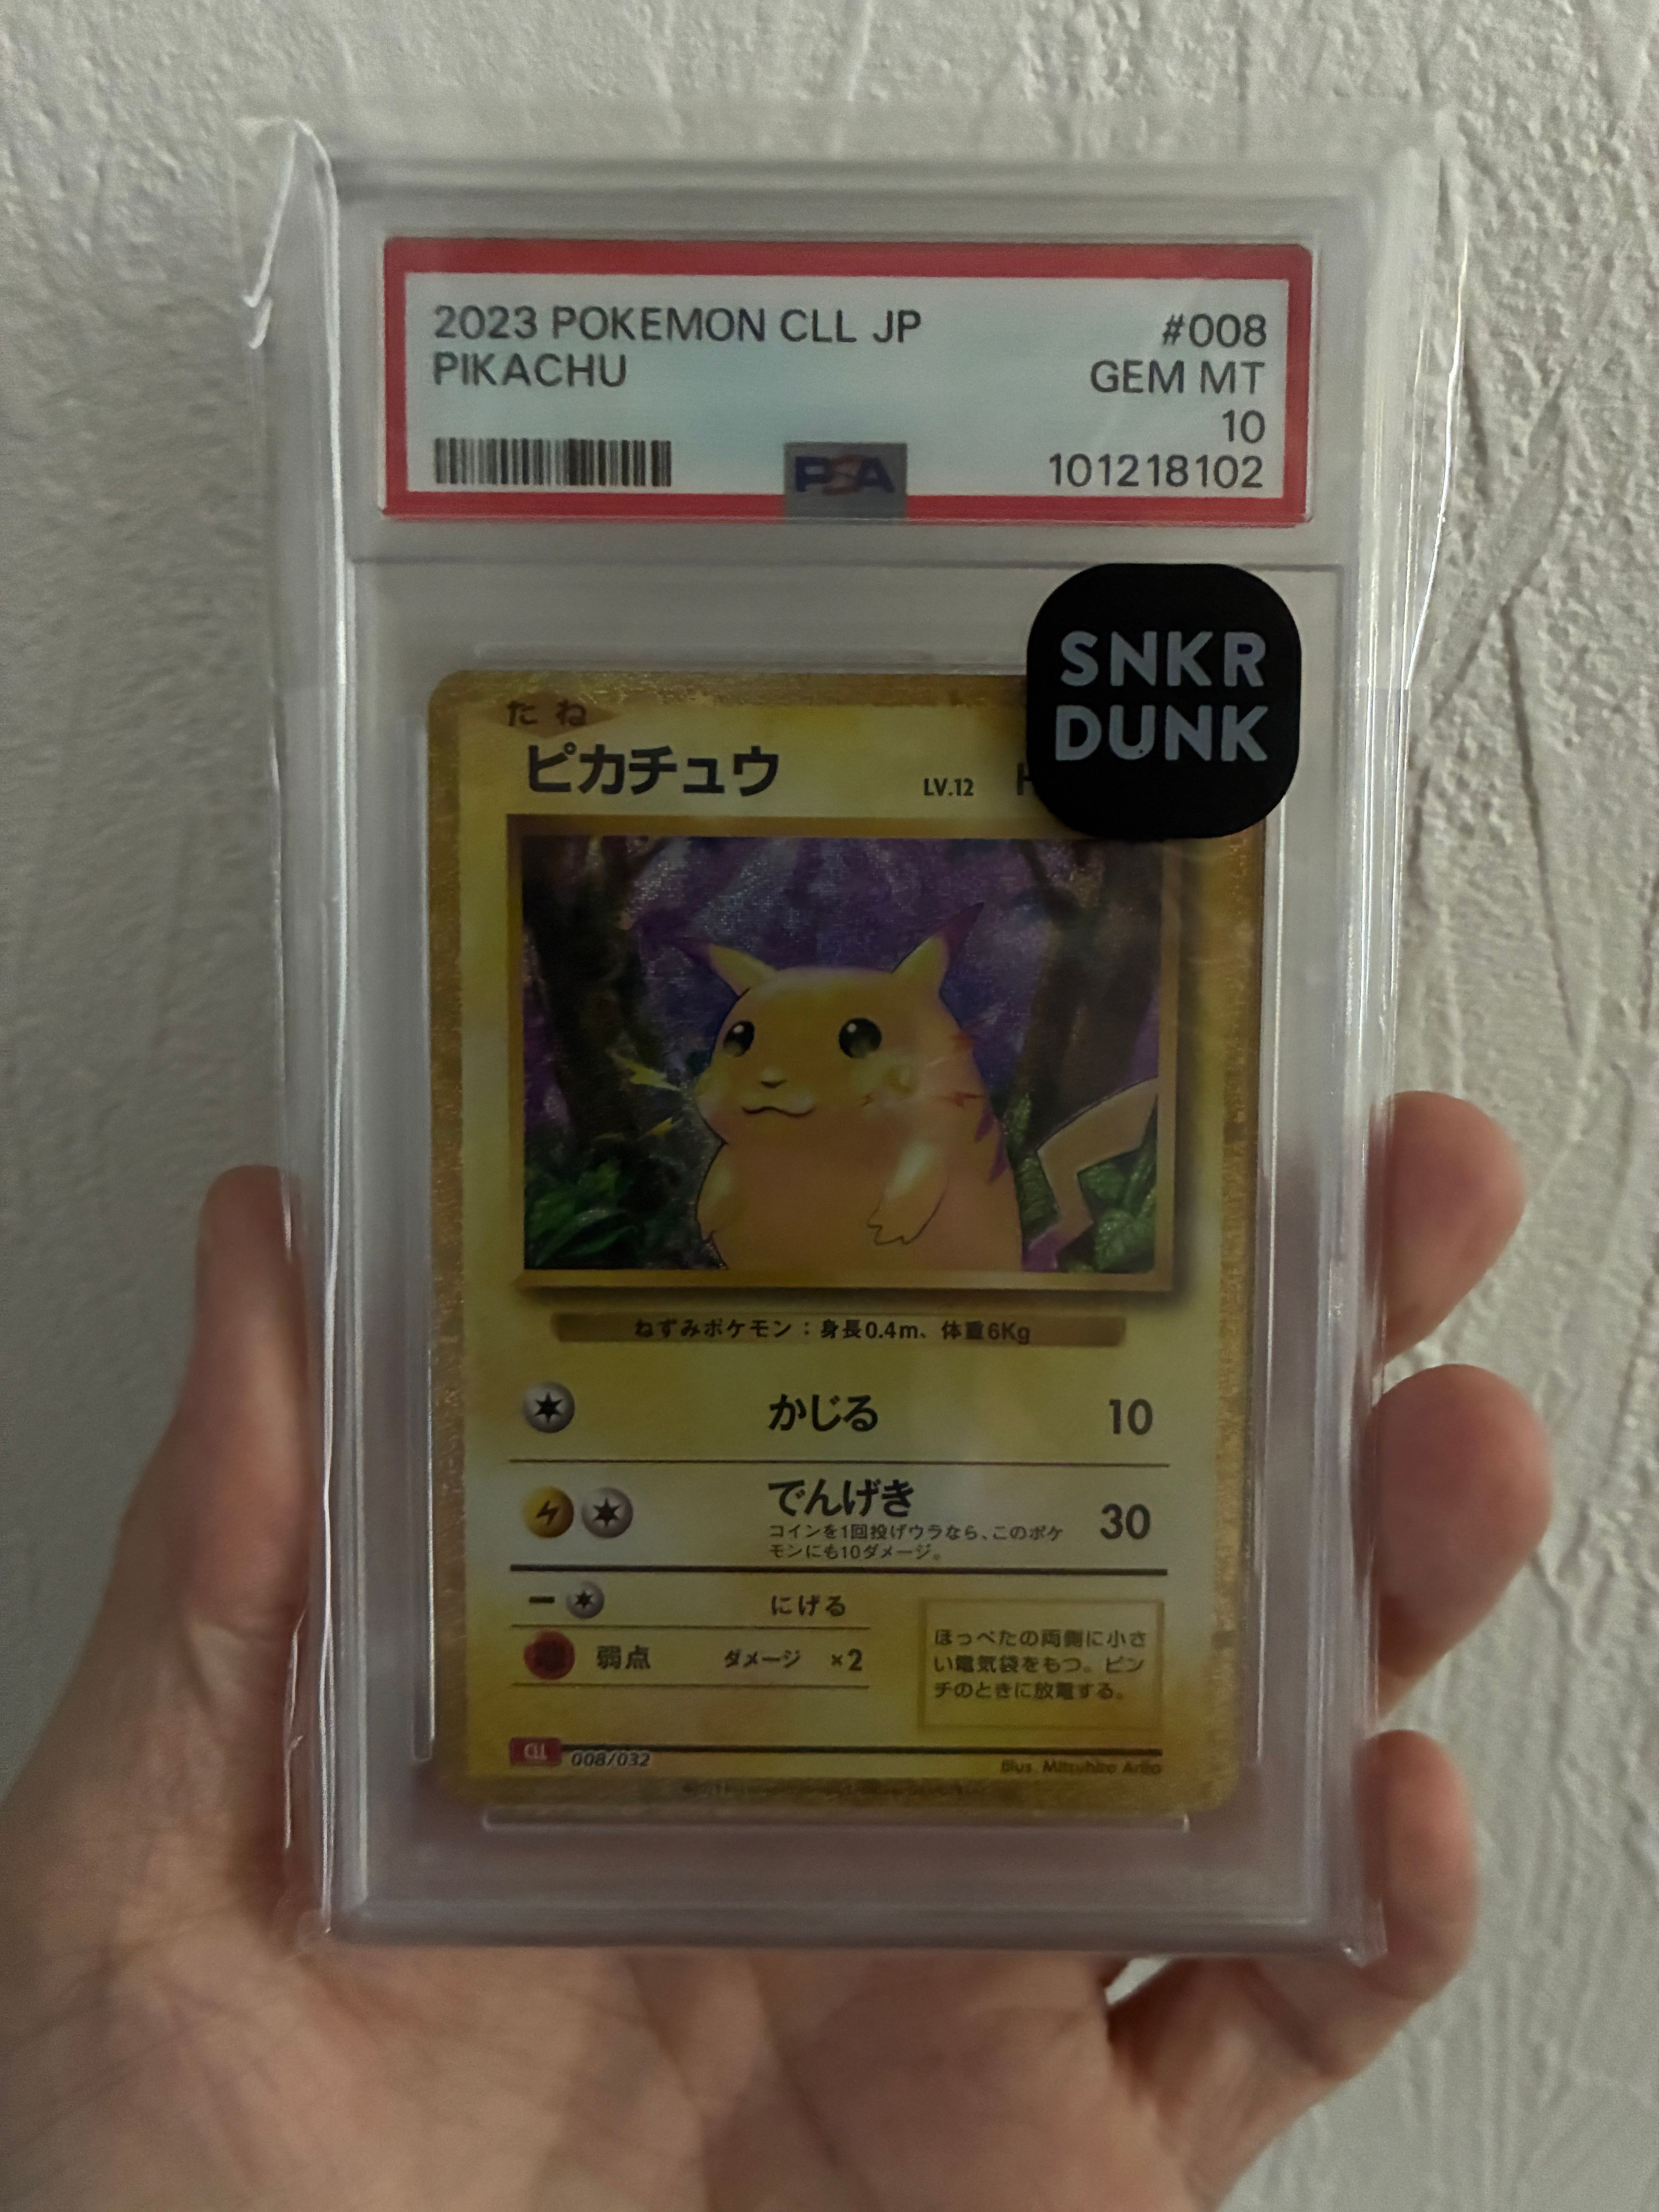 2023 POKEMON CLL JP #008
PIKACHU GEM MT
10
PSA 101218102
SNKR
DUNK
たね
ピカチュウ LV.12 H
ねずみポケモン：身長0.4m、体重6Kg
かじる 10
でんげき 30
コインを1回投げウラなら、このポケ
モンにも10ダメージ。
にげる
弱点 ダメージ ×2
ほっぺたの両側に小さ
い電気袋をもつ。ピン
チのときに放電する。
CLL 008/032
Illus. Mitsuhiro Arita